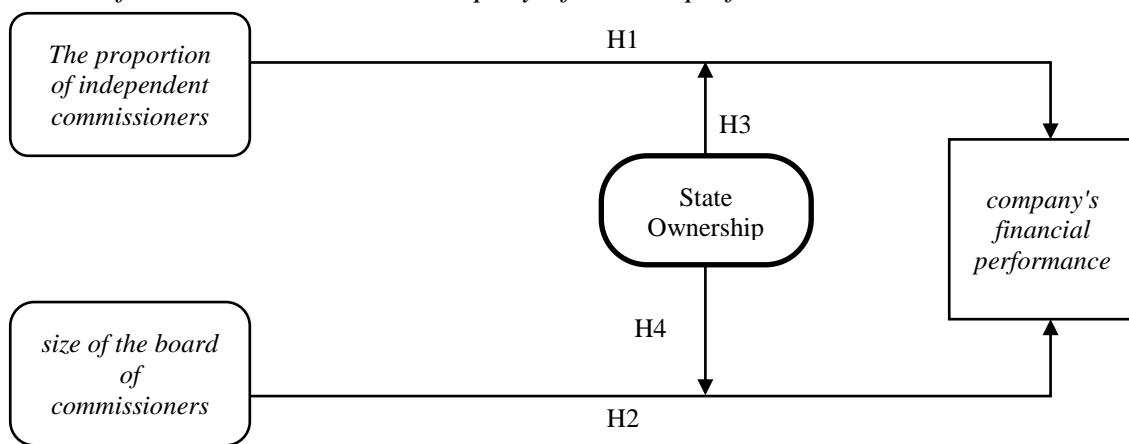 H1
The proportion
of independent
commissioners
H3
State
Ownership
company's
financial
performance
H4
size of the board
of
commissioners
H2